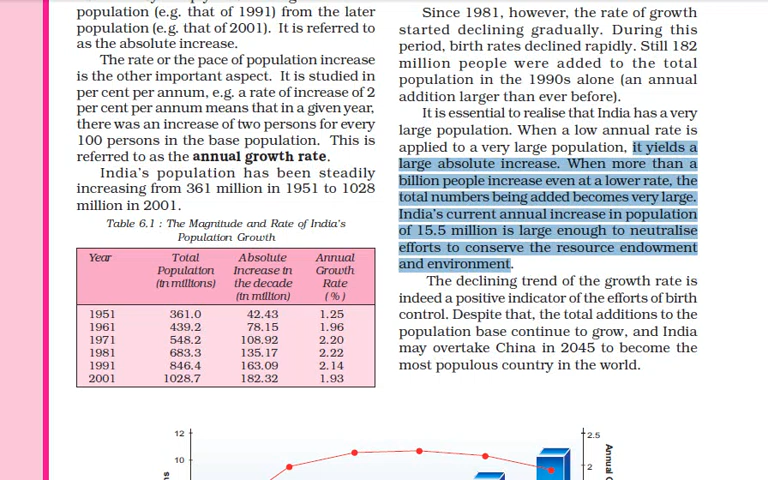 population (e.g. that of 1991) from the later
population (e.g. that of 2001). It is referred to
as the absolute increase.
The rate or the pace of population increase
is the other important aspect. It is studied in
per cent per annum, e.g. a rate of increase of 2
per cent per annum means that in a given year,
there was an increase of two persons for every
100 persons in the base population. This is
referred to as the annual growth rate.
India's population has been steadily
increasing from 361 million in 1951 to 1028
million in 2001.
Table 6.1 : The Magnitude and Rate of India's
Population Growth
Year Total Absolute Annual
Population Increase in Growth
(in millions) the decade Rate
(in million) (%)
1951 361.0 42.43 1.25
1961 439.2 78.15 1.96
1971 548.2 108.92 2.20
1981 683.3 135.17 2.22
1991 846.4 163.09 2.14
2001 1028.7 182.32 1.93
Since 1981, however, the rate of growth
started declining gradually. During this
period, birth rates declined rapidly. Still 182
million people were added to the total
population in the 1990s alone (an annual
addition larger than ever before).
It is essential to realise that India has a very
large population. When a low annual rate is
applied to a very large population, it yields a
large absolute increase. When more than a
billion people increase even at a lower rate, the
total numbers being added becomes very large.
India's current annual increase in population
of 15.5 million is large enough to neutralise
efforts to conserve the resource endowment
and environment.
The declining trend of the growth rate is
indeed a positive indicator of the efforts of birth
control. Despite that, the total additions to the
population base continue to grow, and India
may overtake China in 2045 to become the
most populous country in the world.
12
10
2.5
2
Annual